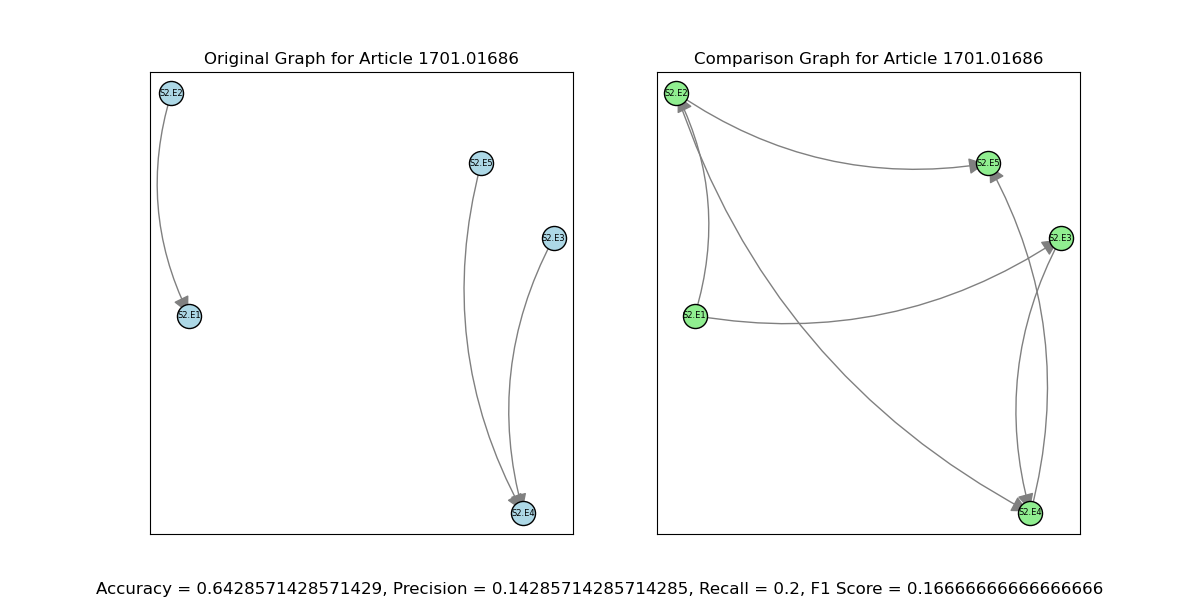 Original Graph for Article 1701.01686
S2.E2
S2.E5
S2.E3
S2.E1
S2.E4
Comparison Graph for Article 1701.01686
S2.E2
S2.E5
S2.E3
S2.E1
S2.E4
Accuracy = 0.6428571428571429, Precision = 0.14285714285714285, Recall = 0.2, F1 Score = 0.16666666666666666